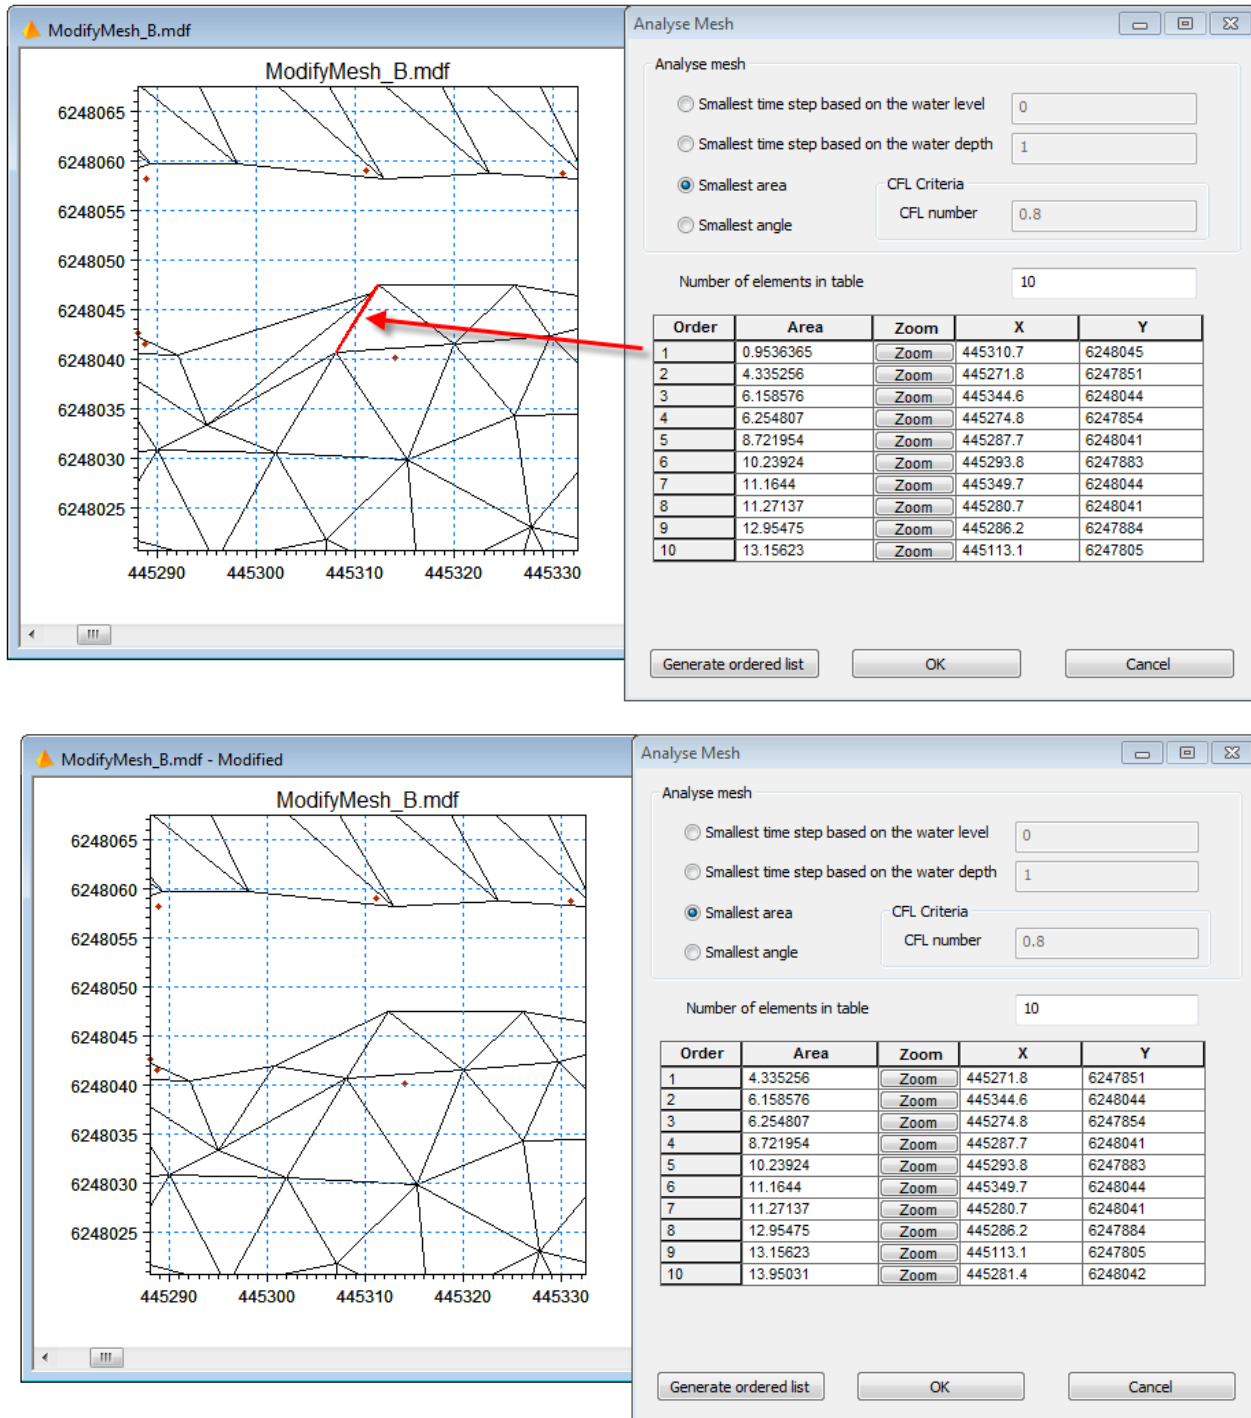 ModifyMesh_B.mdf
ModifyMesh_B.mdf
6248065
6248060
6248055
6248050
6248045
6248040
6248035
6248030
6248025
445290 445300 445310 445320 445330
Analyse Mesh
Analyse mesh
Smallest time step based on the water level 0
Smallest time step based on the water depth 1
Smallest area CFL Criteria
CFL number 0.8
Smallest angle
Number of elements in table 10
Order Area Zoom X Y
1 0.9536365 Zoom 445310.7 6248045
2 4.335256 Zoom 445271.8 6247851
3 6.158576 Zoom 445344.6 6248044
4 6.254807 Zoom 445274.8 6247854
5 8.721954 Zoom 445287.7 6248041
6 10.23924 Zoom 445293.8 6247883
7 11.1644 Zoom 445349.7 6248044
8 11.27137 Zoom 445280.7 6248041
9 12.95475 Zoom 445286.2 6247884
10 13.15623 Zoom 445113.1 6247805
Generate ordered list OK Cancel
ModifyMesh_B.mdf - Modified
ModifyMesh_B.mdf
6248065
6248060
6248055
6248050
6248045
6248040
6248035
6248030
6248025
445290 445300 445310 445320 445330
Analyse Mesh
Analyse mesh
Smallest time step based on the water level 0
Smallest time step based on the water depth 1
Smallest area CFL Criteria
CFL number 0.8
Smallest angle
Number of elements in table 10
Order Area Zoom X Y
1 4.335256 Zoom 445271.8 6247851
2 6.158576 Zoom 445344.6 6248044
3 6.254807 Zoom 445274.8 6247854
4 8.721954 Zoom 445287.7 6248041
5 10.23924 Zoom 445293.8 6247883
6 11.1644 Zoom 445349.7 6248044
7 11.27137 Zoom 445280.7 6248041
8 12.95475 Zoom 445286.2 6247884
9 13.15623 Zoom 445113.1 6247805
10 13.95031 Zoom 445281.4 6248042
Generate ordered list OK Cancel